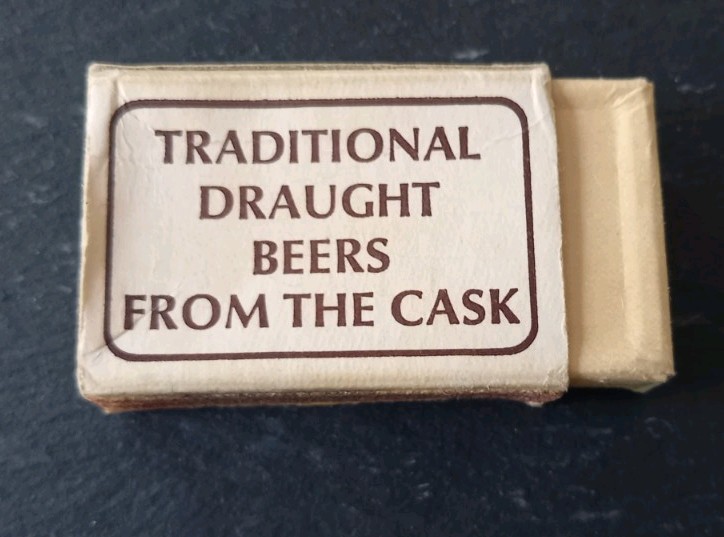 TRADITIONAL
DRAUGHT
BEERS
FROM THE CASK